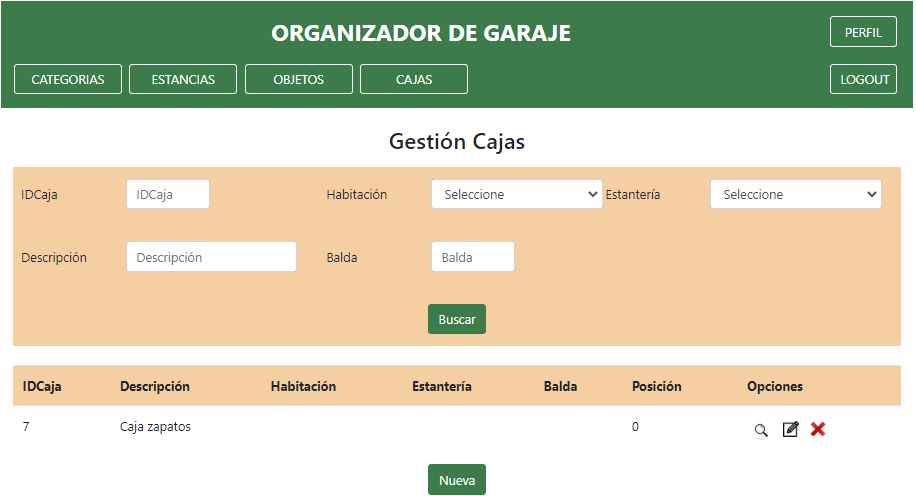 ORGANIZADOR DE GARAJE PERFIL
CATEGORIAS ESTANCIAS OBJETOS CAJAS LOGOUT
Gestión Cajas
IDCaja IDCaja Habitación Seleccione Estantería Seleccione
Descripción Descripción Balda Balda
Buscar
IDCaja Descripción Habitación Estantería Balda Posición Opciones
7 Caja zapatos 0
Nueva